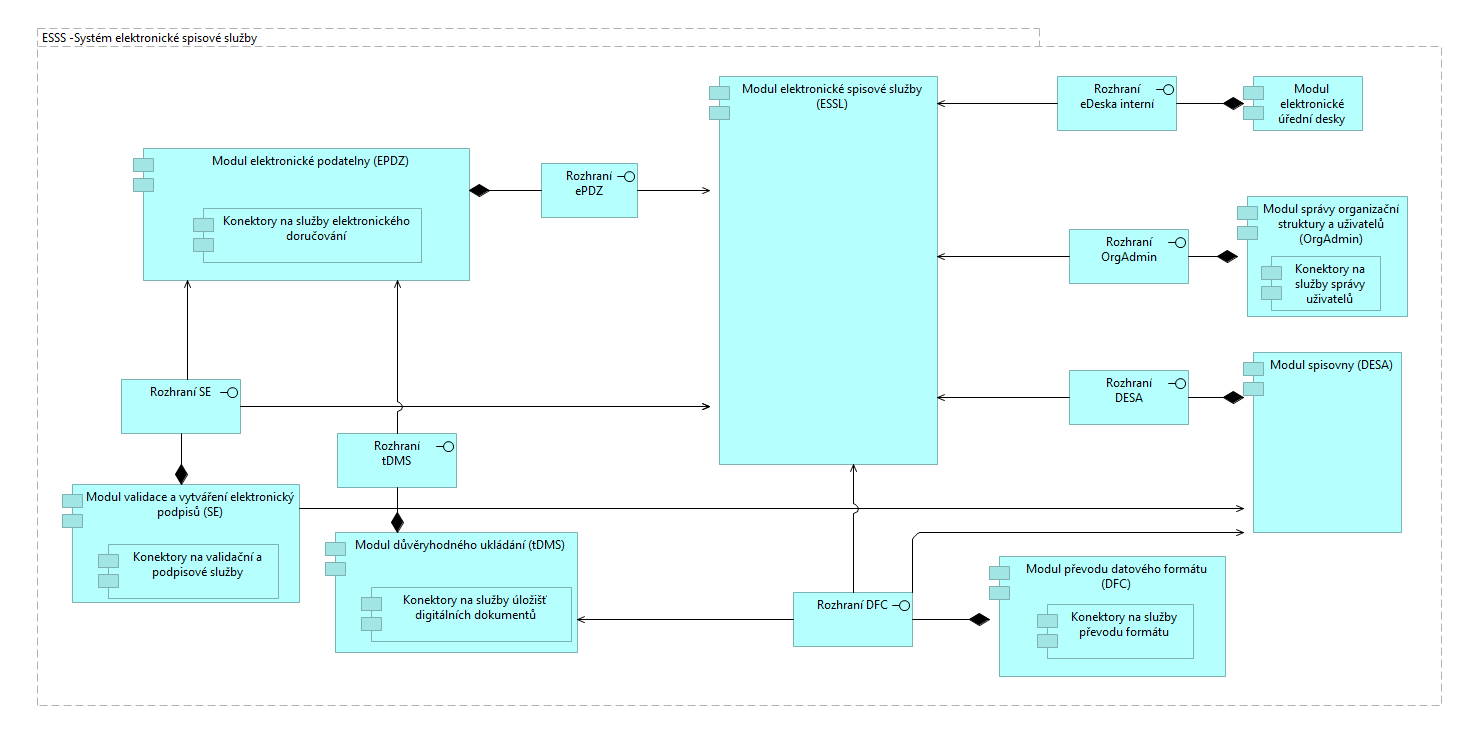 ESSS -Systém elektronické spisové služby
Modul elektronické spisové služby
(ESSL)
Rozhraní
eDeska interní
Modul
elektronické
úřední desky
Modul elektronické podatelny (EPDZ)
Konektory na služby elektronického
doručování
Rozhraní
ePDZ
Modul správy organizační
struktury a uživatelů
(OrgAdmin)
Konektory na
služby správy
uživatelů
Rozhraní
OrgAdmin
Modul spisovny (DESA)
Rozhraní
DESA
Rozhraní SE
Rozhraní
tDMS
Modul validace a vytváření elektronický
podpisů (SE)
Konektory na validační a
podpisové služby
Modul důvěryhodného ukládání (tDMS)
Konektory na služby úložišť
digitálních dokumentů
Rozhraní DFC
Modul převodu datového formátu
(DFC)
Konektory na služby
převodu formátu